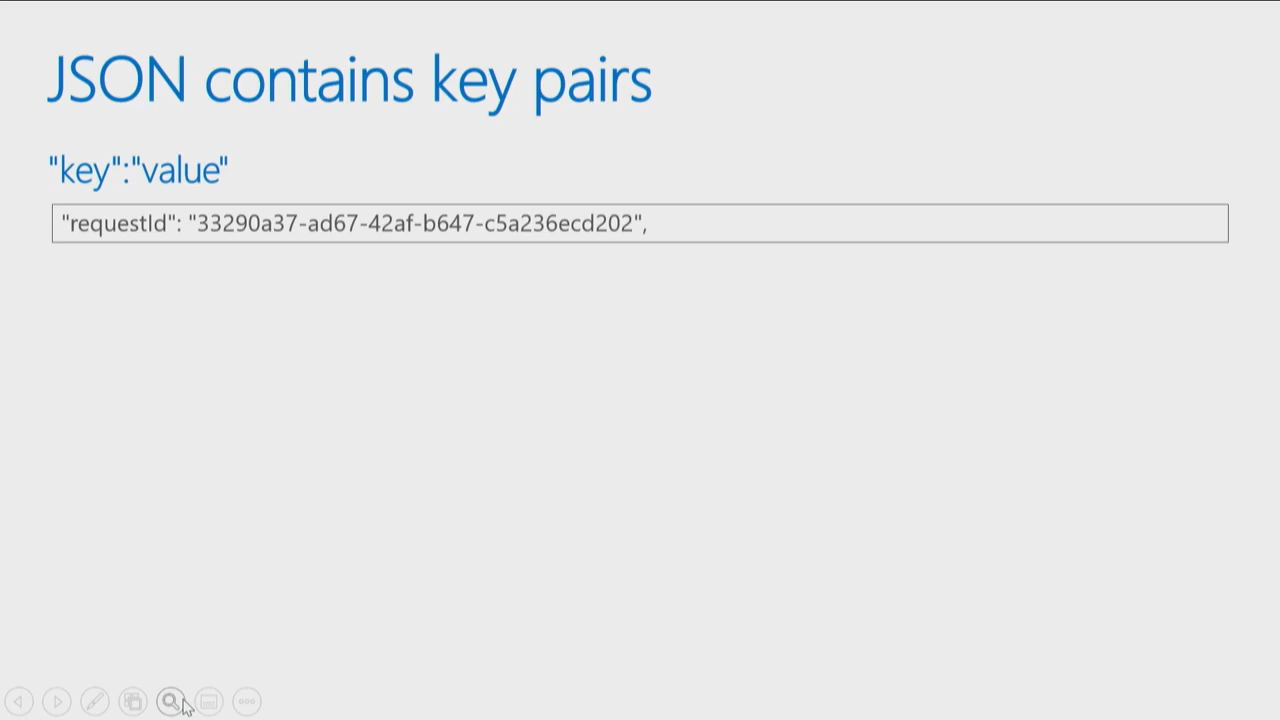 JSON contains key pairs
"key":"value"
"requestId": "33290a37-ad67-42af-b647-c5a236ecd202",